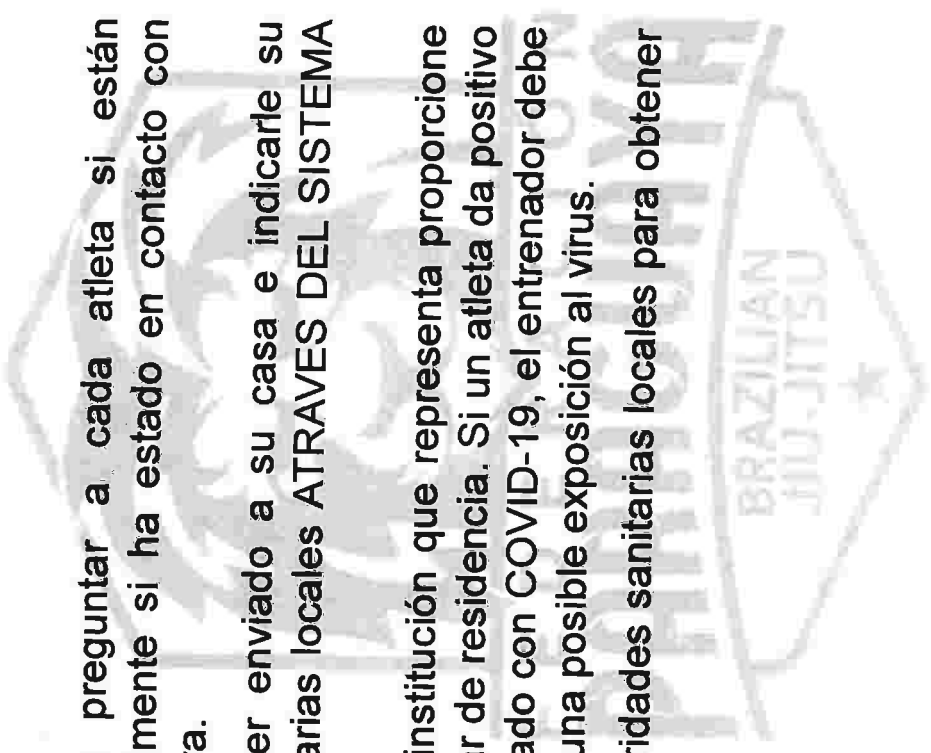 preguntar a cada atleta si están
mente si ha estado en contacto con
ra.
er enviado a su casa e indicarle su
arias locales ATRAVES DEL SISTEMA
institución que representa proporcione
ar de residencia. Si un atleta da positivo
ado con COVID-19, el entrenador debe
una posible exposición al virus.
ridades sanitarias locales para obtener
BRAZILIAN
JIU JITSU